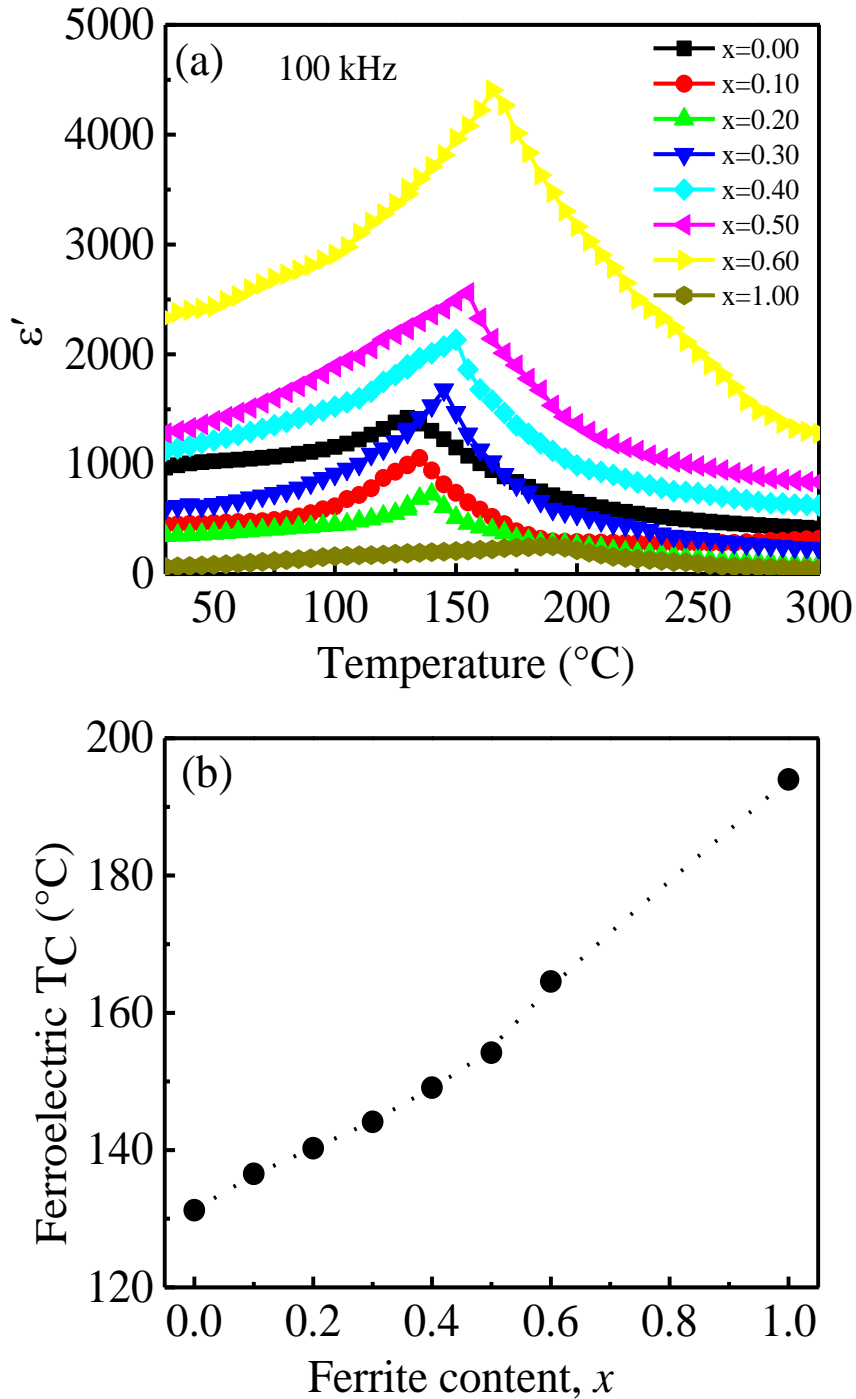 (a)
100 kHz
x=0.00
x=0.10
x=0.20
x=0.30
x=0.40
x=0.50
x=0.60
x=1.00
5000
4000
3000
2000
1000
0
ε′
50 100 150 200 250 300
Temperature (°C)
(b)
200
180
160
140
120
Ferroelectric TC (°C)
0.0 0.2 0.4 0.6 0.8 1.0
Ferrite content, x